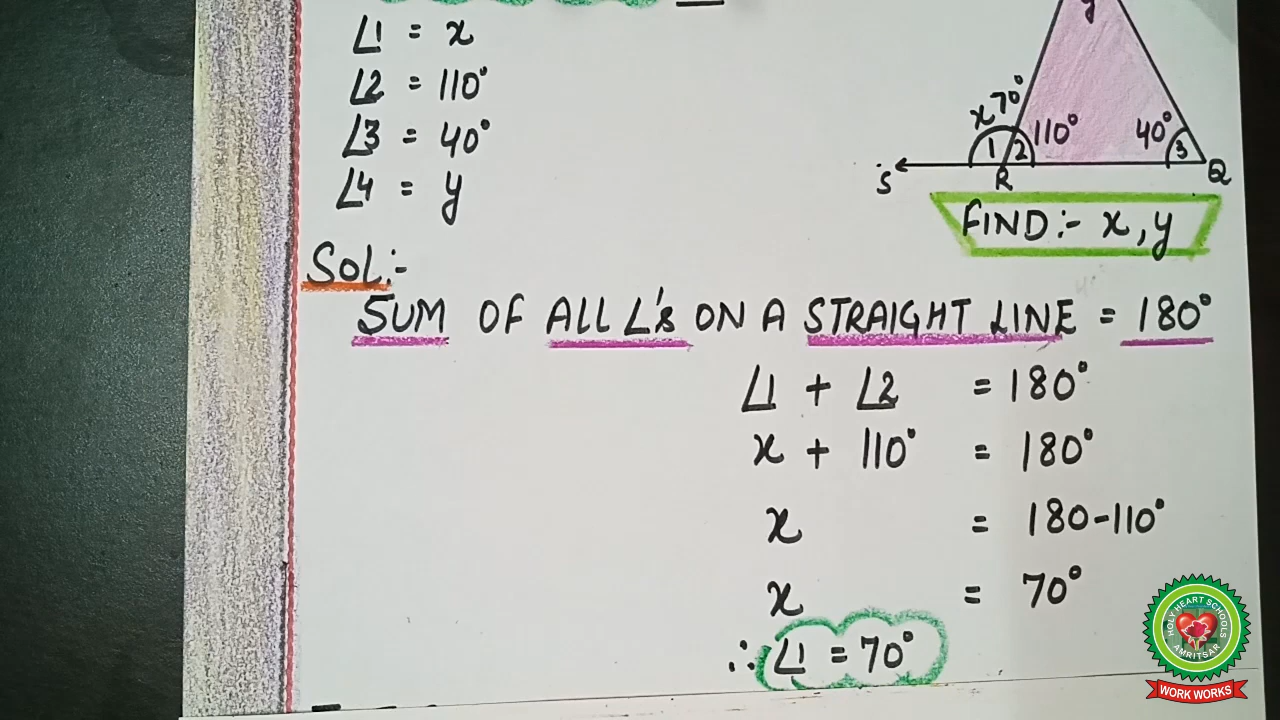 ∠1 = x
∠2 = 110°
∠3 = 40°
∠4 = y
y
x 70°
110°
40°
1
2
3
S
R
Q
FIND:- x, y
SOL:-
SUM OF ALL ∠'s ON A STRAIGHT LINE = 180°
∠1 + ∠2 = 180°
x + 110° = 180°
x = 180-110°
x = 70°
∴ ∠1 = 70°
HOLY HEART SCHOOLS
AMRITSAR
WORK WORKS